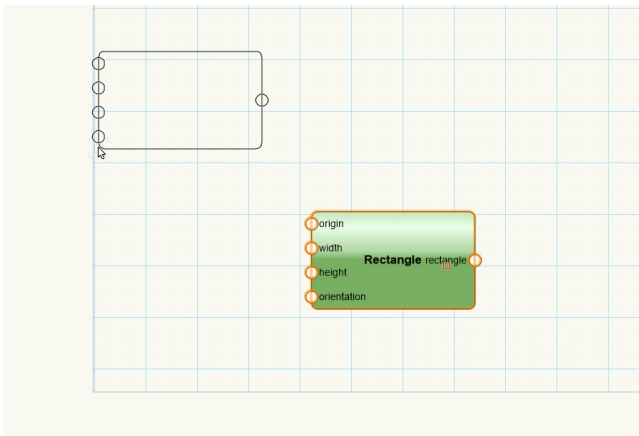 origin
width
Rectangle rectangle
height
orientation